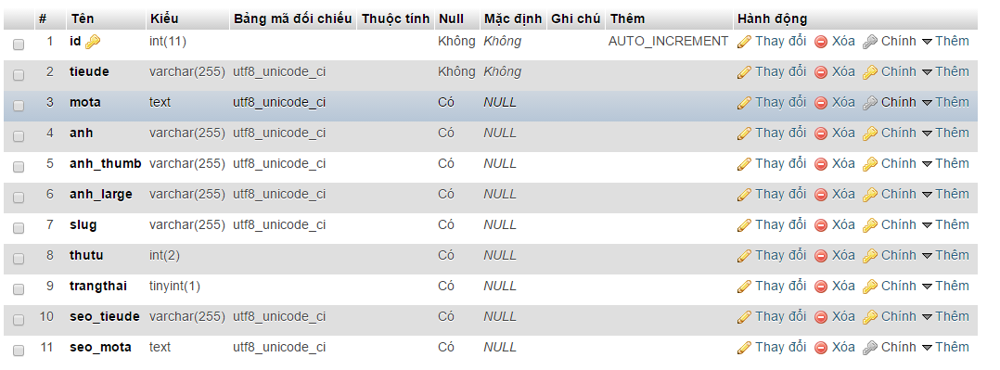 # Tên Kiểu Bảng mã đối chiếu Thuộc tính Null Mặc định Ghi chú Thêm Hành động
1 id int(11) Không Không AUTO_INCREMENT Thay đổi Xóa Chính Thêm
2 tieude varchar(255) utf8_unicode_ci Không Không Thay đổi Xóa Chính Thêm
3 mota text utf8_unicode_ci Có NULL Thay đổi Xóa Chính Thêm
4 anh varchar(255) utf8_unicode_ci Có NULL Thay đổi Xóa Chính Thêm
5 anh_thumb varchar(255) utf8_unicode_ci Có NULL Thay đổi Xóa Chính Thêm
6 anh_large varchar(255) utf8_unicode_ci Có NULL Thay đổi Xóa Chính Thêm
7 slug varchar(255) utf8_unicode_ci Có NULL Thay đổi Xóa Chính Thêm
8 thutu int(2) Có NULL Thay đổi Xóa Chính Thêm
9 trangthai tinyint(1) Có NULL Thay đổi Xóa Chính Thêm
10 seo_tieude varchar(255) utf8_unicode_ci Có NULL Thay đổi Xóa Chính Thêm
11 seo_mota text utf8_unicode_ci Có NULL Thay đổi Xóa Chính Thêm